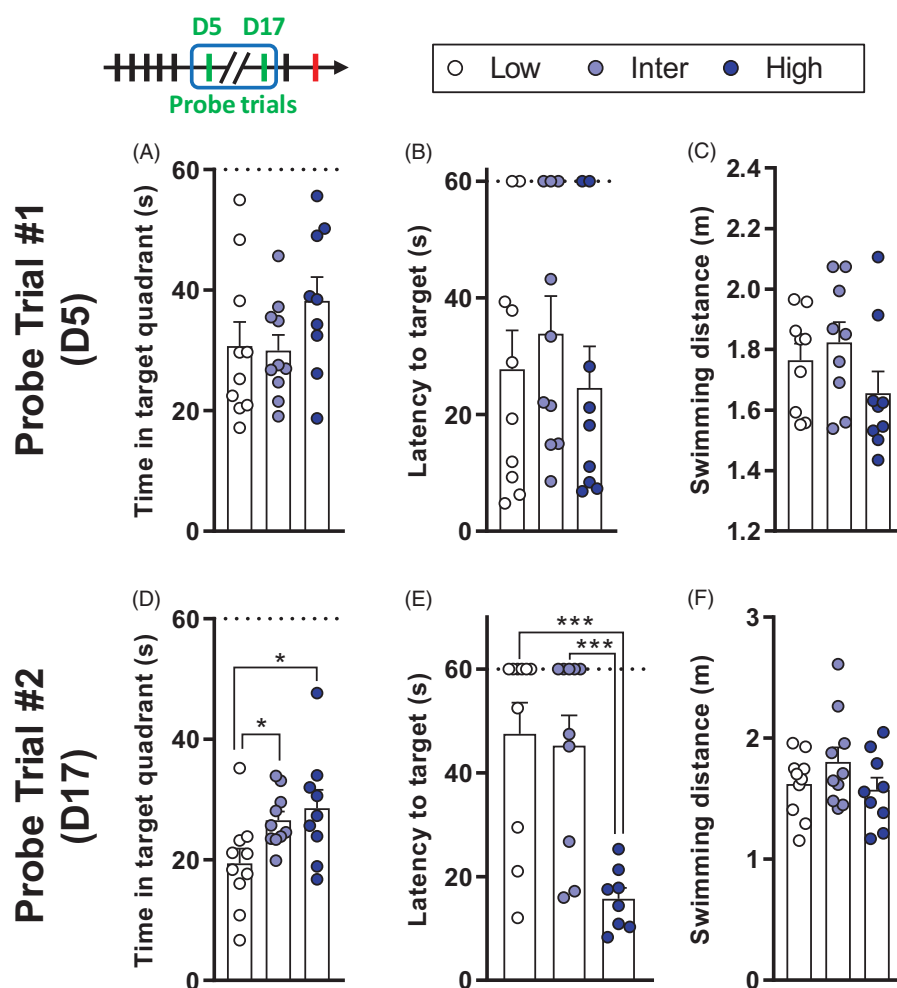 D5 D17
Probe trials
Low Inter High
Probe Trial #1
(D5)
(A)
Time in target quadrant (s)
60
40
20
0
(B)
Latency to target (s)
60
40
20
0
(C)
Swimming distance (m)
2.4
2.2
2.0
1.8
1.6
1.4
1.2
Probe Trial #2
(D17)
(D)
Time in target quadrant (s)
60
40
20
0
*
*
(E)
Latency to target (s)
60
40
20
0
***
***
(F)
Swimming distance (m)
3
2
1
0